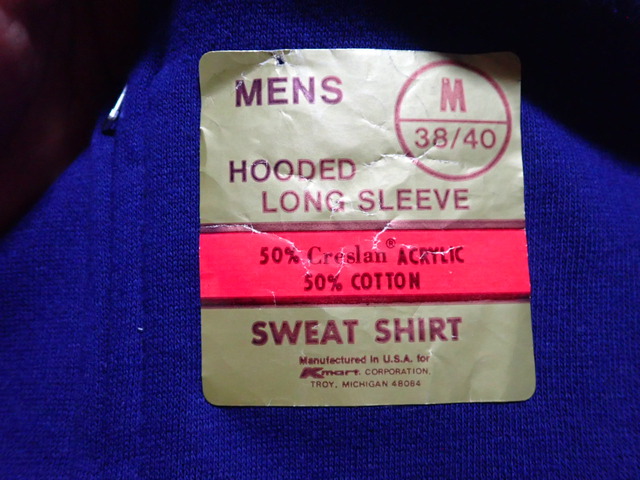 MENS
M
38/40
HOODED
LONG SLEEVE
50% Creslan® ACRYLIC
50% COTTON
SWEAT SHIRT
Manufactured in U.S.A. for
Kmart CORPORATION,
TROY, MICHIGAN 48084